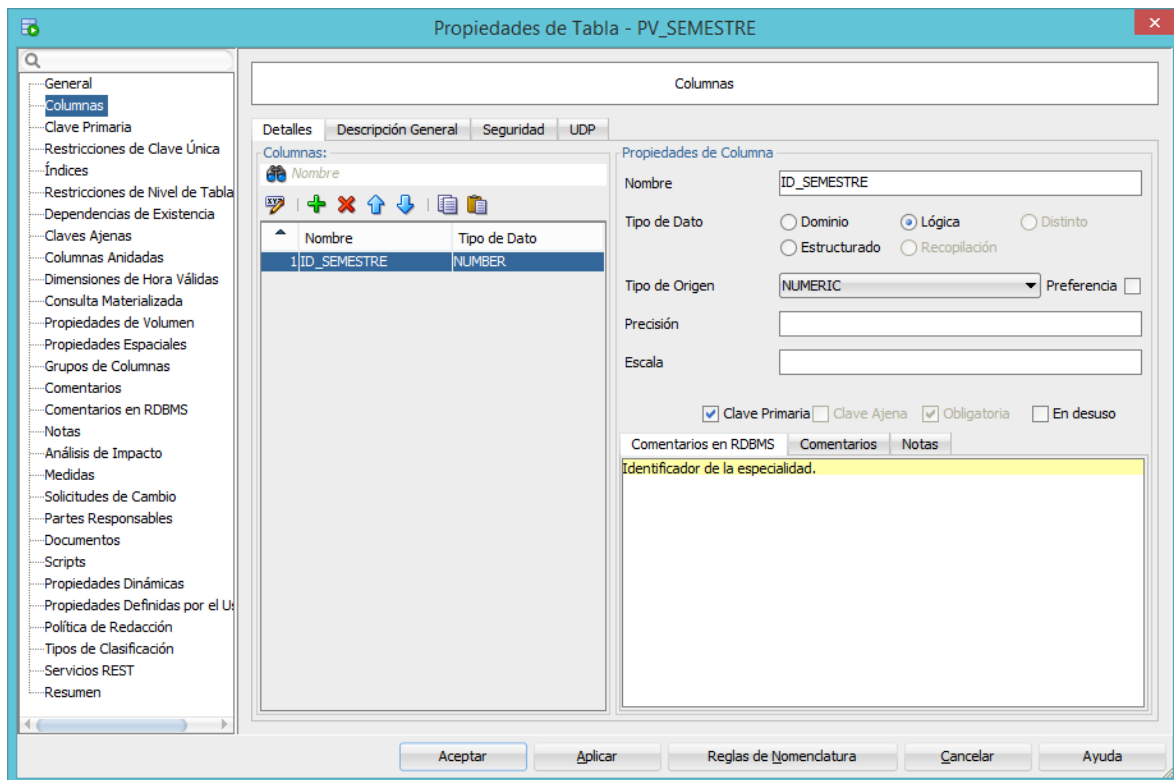 Propiedades de Tabla - PV_SEMESTRE
General
Columnas
Clave Primaria
Restricciones de Clave Única
Índices
Restricciones de Nivel de Tabla
Dependencias de Existencia
Claves Ajenas
Columnas Anidadas
Dimensiones de Hora Válidas
Consulta Materializada
Propiedades de Volumen
Propiedades Espaciales
Grupos de Columnas
Comentarios
Comentarios en RDBMS
Notas
Análisis de Impacto
Medidas
Solicitudes de Cambio
Partes Responsables
Documentos
Scripts
Propiedades Dinámicas
Propiedades Definidas por el Us
Política de Redacción
Tipos de Clasificación
Servicios REST
Resumen
Columnas
Detalles Descripción General Seguridad UDP
Columnas:
Nombre
Nombre Tipo de Dato
1 ID_SEMESTRE NUMBER
Propiedades de Columna
Nombre ID_SEMESTRE
Tipo de Dato Dominio Lógica Distinto
Estructurado Recopilación
Tipo de Origen NUMERIC Preferencia
Precisión
Escala
Clave Primaria Clave Ajena Obligatoria En desuso
Comentarios en RDBMS Comentarios Notas
Identificador de la especialidad.
Aceptar Aplicar Reglas de Nomenclatura Cancelar Ayuda